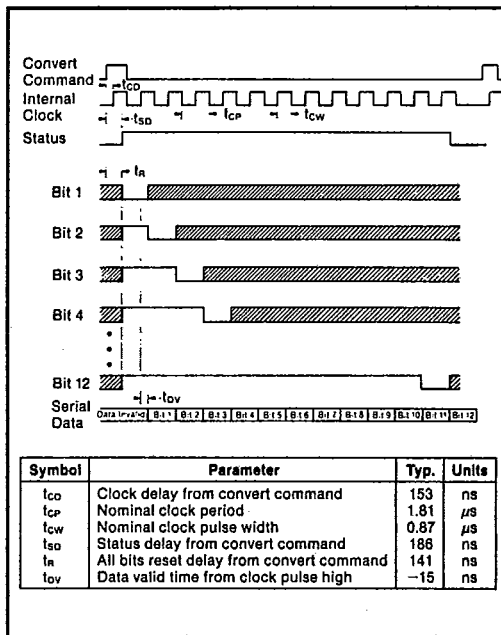 Convert
Command
tCD
Internal
Clock
tSD
tCP
tCW
Status
tR
Bit 1
Bit 2
Bit 3
Bit 4
Bit 12
tDV
Serial
Data
Data Invalid Bit 1 Bit 2 Bit 3 Bit 4 Bit 5 Bit 6 Bit 7 Bit 8 Bit 9 Bit 10 Bit 11 Bit 12
Symbol Parameter Typ. Units
tCD Clock delay from convert command 153 ns
tCP Nominal clock period 1.81 μs
tCW Nominal clock pulse width 0.87 μs
tSD Status delay from convert command 186 ns
tR All bits reset delay from convert command 141 ns
tDV Data valid time from clock pulse high −15 ns